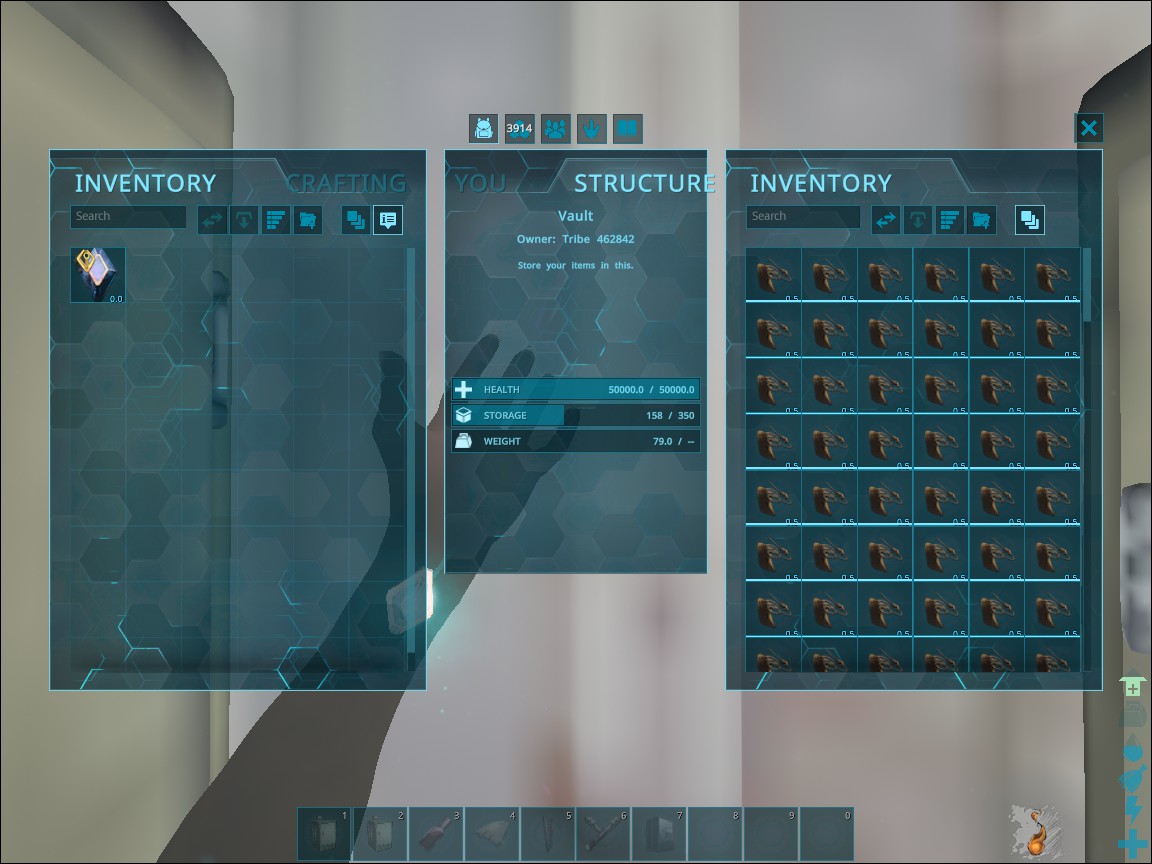 3914
INVENTORY
CRAFTING
YOU
STRUCTURE
INVENTORY
Search
Vault
Search
Owner: Tribe 462842
Store your items in this.
0.0
HEALTH 50000.0 / 50000.0
STORAGE 158 / 350
WEIGHT 79.0 / --
1 2 3 4 5 6 7 8 9 0